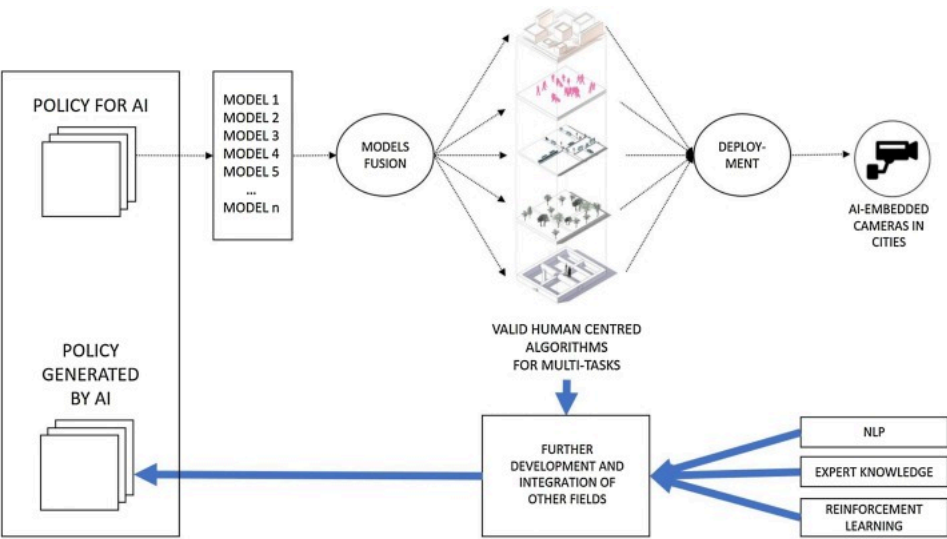 POLICY FOR AI
MODEL 1
MODEL 2
MODEL 3
MODEL 4
MODEL 5
...
MODEL n
MODELS
FUSION
DEPLOY-
MENT
AI-EMBEDDED
CAMERAS IN
CITIES
VALID HUMAN CENTRED
ALGORITHMS
FOR MULTI-TASKS
POLICY
GENERATED
BY AI
FURTHER
DEVELOPMENT AND
INTEGRATION OF
OTHER FIELDS
NLP
EXPERT KNOWLEDGE
REINFORCEMENT
LEARNING